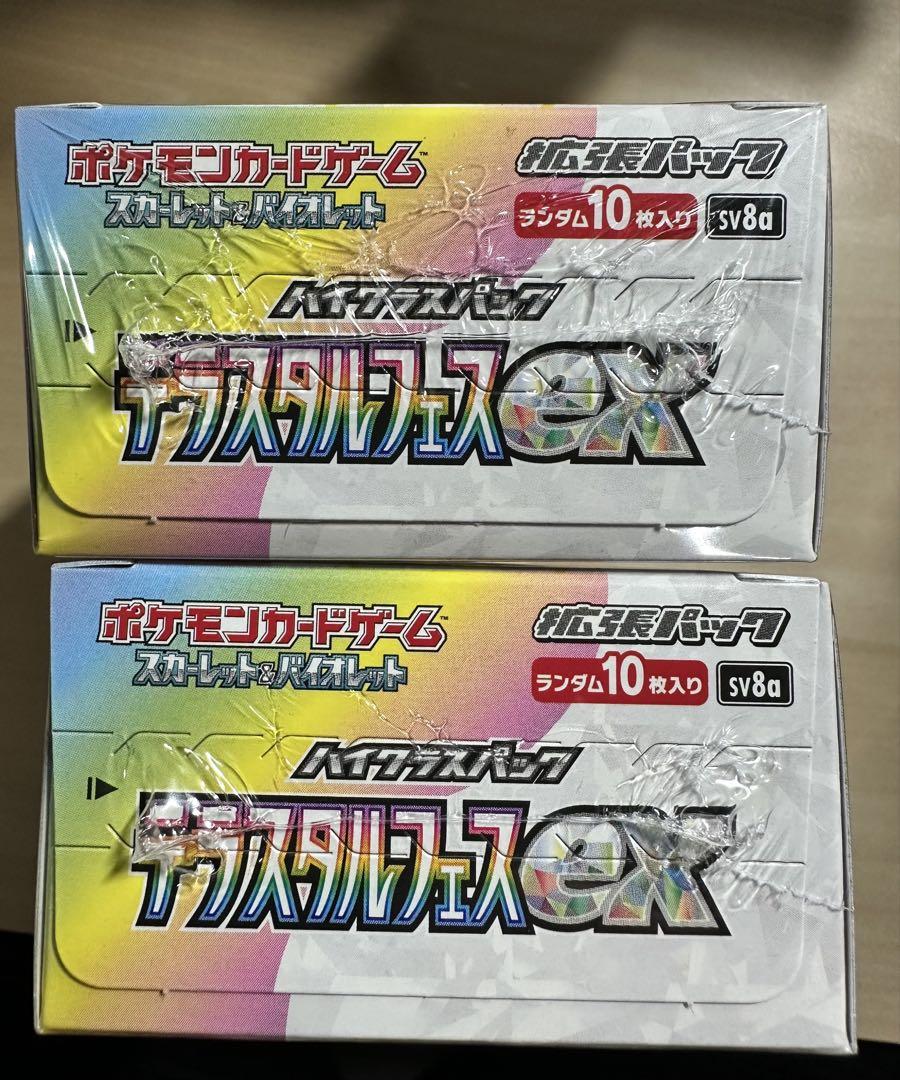 ポケモンカードゲーム™
拡張パック
スカーレット&バイオレット
ランダム10枚入り
SV8a
ハイクラスパック
テラスタルフェスex
ポケモンカードゲーム™
拡張パック
スカーレット&バイオレット
ランダム10枚入り
SV8a
ハイクラスパック
テラスタルフェスex